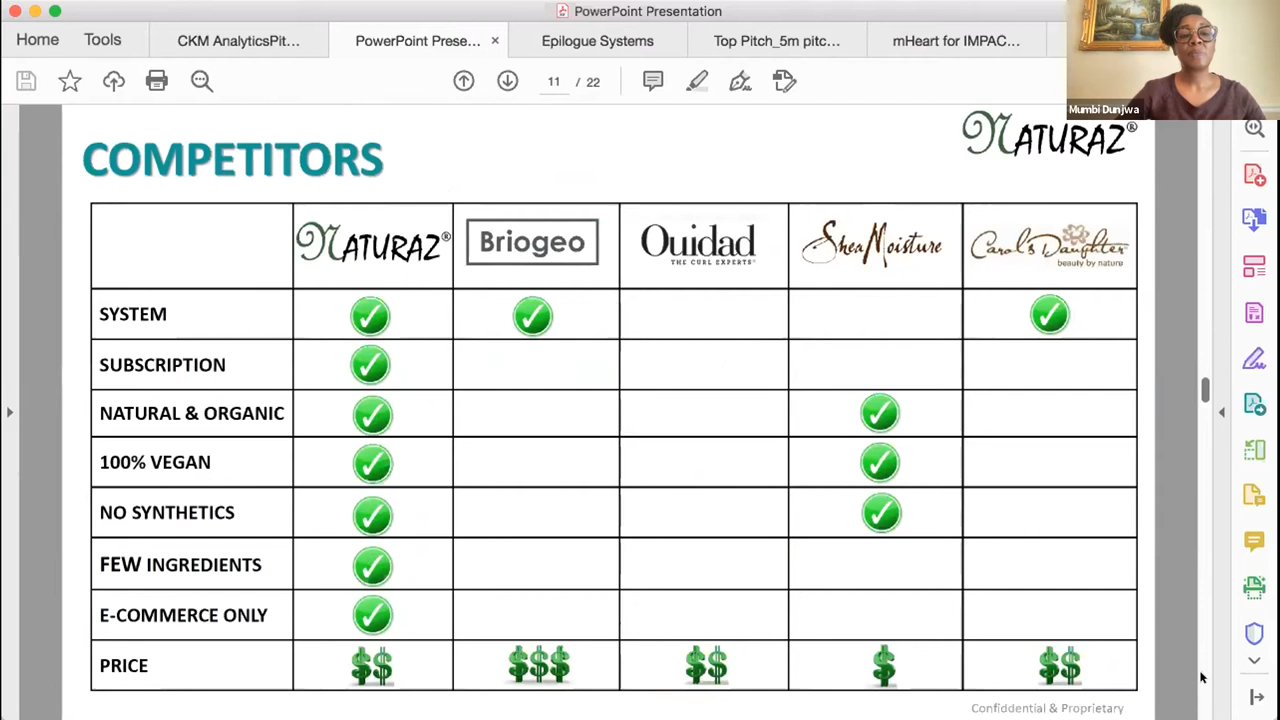 PowerPoint Presentation
Home Tools CKM AnalyticsPit... PowerPoint Prese... × Epilogue Systems Top Pitch_5m pitc... mHeart for IMPAC...
11 / 22
Mumbi Dunjwa
COMPETITORS
NATURAZ®
NATURAZ® Briogeo Ouidad SheaMoisture Carol's Daughter
THE CURL EXPERTS® beauty by nature
SYSTEM
SUBSCRIPTION
NATURAL & ORGANIC
100% VEGAN
NO SYNTHETICS
FEW INGREDIENTS
E-COMMERCE ONLY
PRICE $$ $$$ $$ $ $$
Confiddential & Proprietary